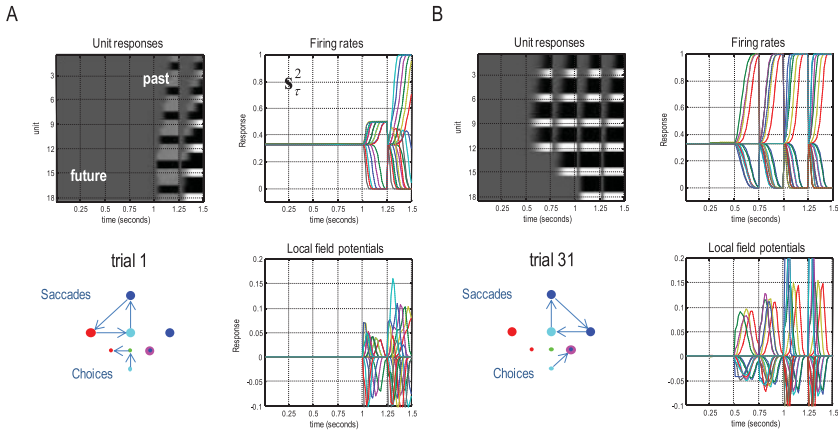 A
Unit responses
3
6
9
12
15
18
unit
past
future
0.25 0.5 0.75 1 1.25 1.5
time (seconds)
Firing rates
1
0.8
0.6
0.4
0.2
0
Response
s 2 τ
0.25 0.5 0.75 1 1.25 1.5
time (seconds)
trial 1
Saccades
Choices
Local field potentials
0.2
0.15
0.1
0.05
0
-0.05
-0.1
Response
0.25 0.5 0.75 1 1.25 1.5
time (seconds)
B
Unit responses
3
6
9
12
15
18
0.25 0.5 0.75 1 1.25 1.5
time (seconds)
Firing rates
1
0.8
0.6
0.4
0.2
0
0.25 0.5 0.75 1 1.25 1.5
time (seconds)
trial 31
Saccades
Choices
Local field potentials
0.2
0.15
0.1
0.05
0
-0.05
-0.1
0.25 0.5 0.75 1 1.25 1.5
time (seconds)